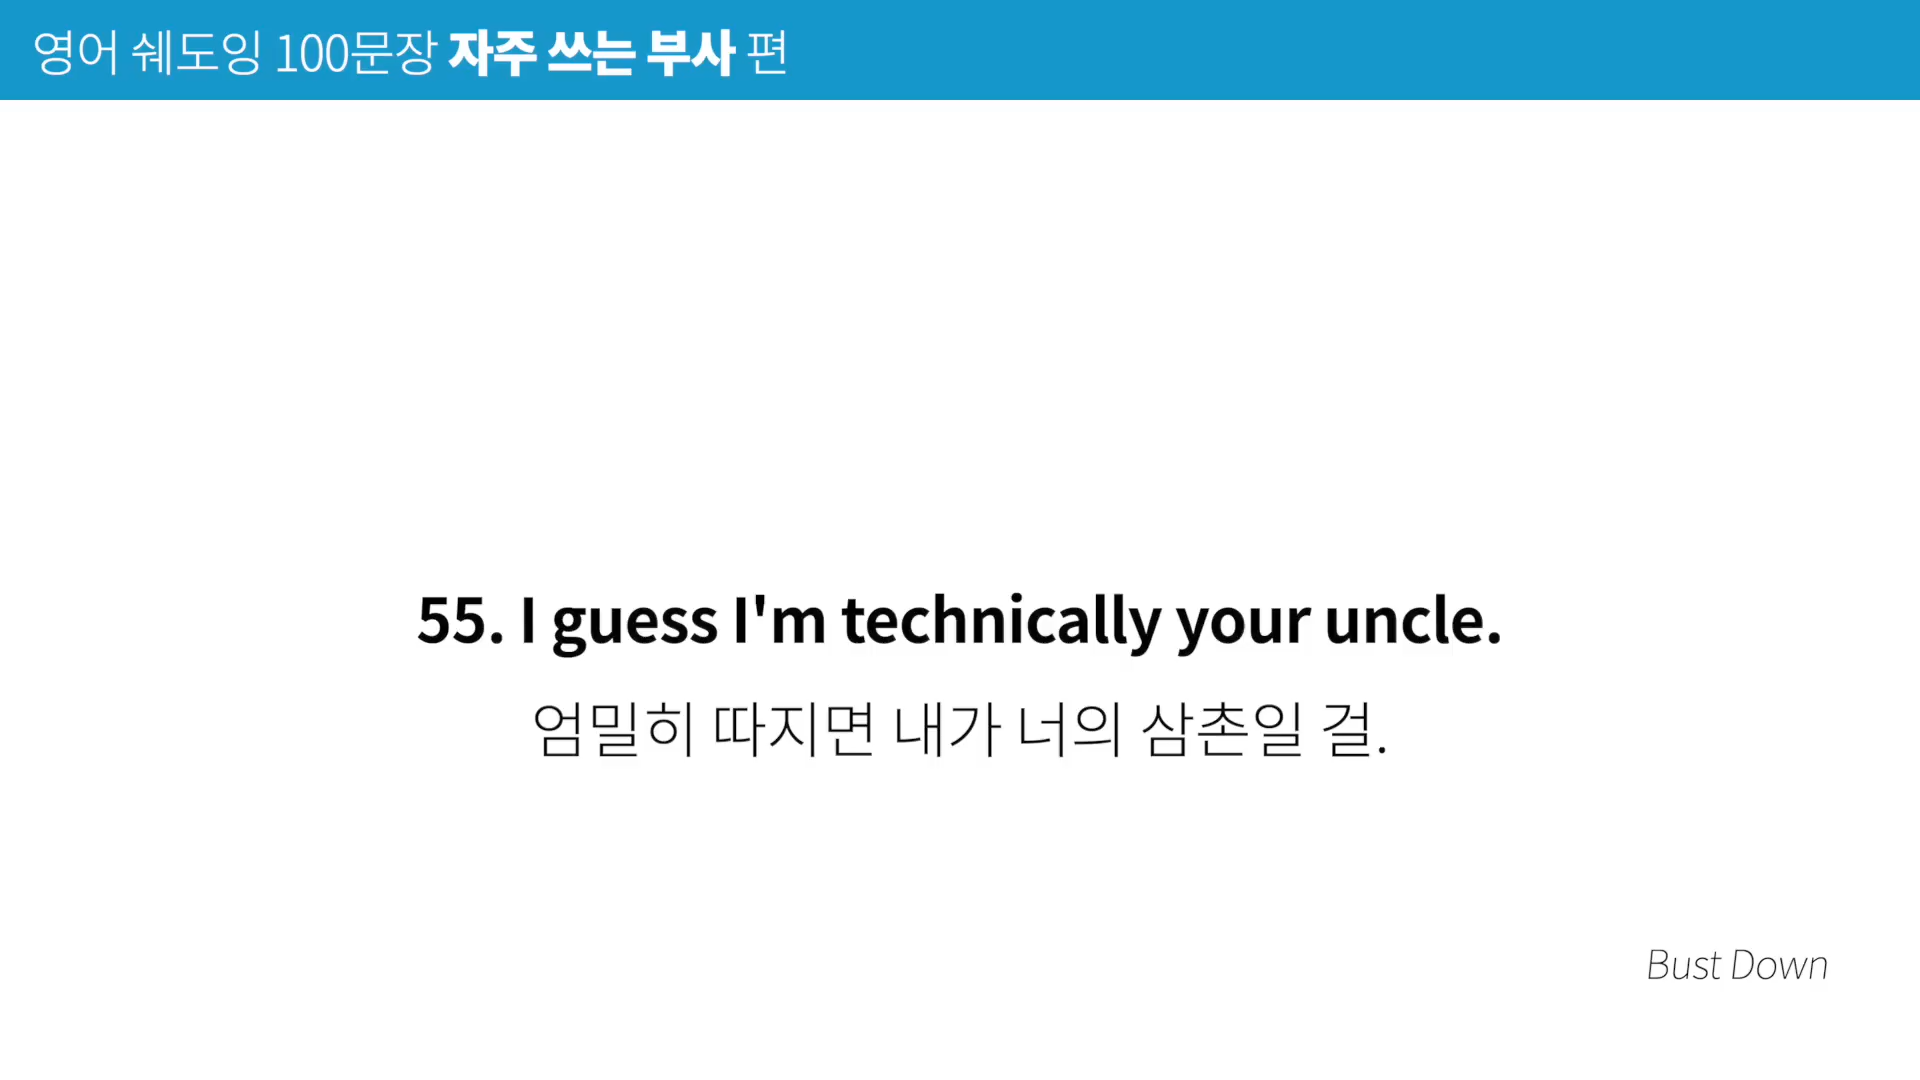 영어 쉐도잉 100문장 자주 쓰는 부사 편
55. I guess I'm technically your uncle.
엄밀히 따지면 내가 너의 삼촌일 걸.
Bust Down